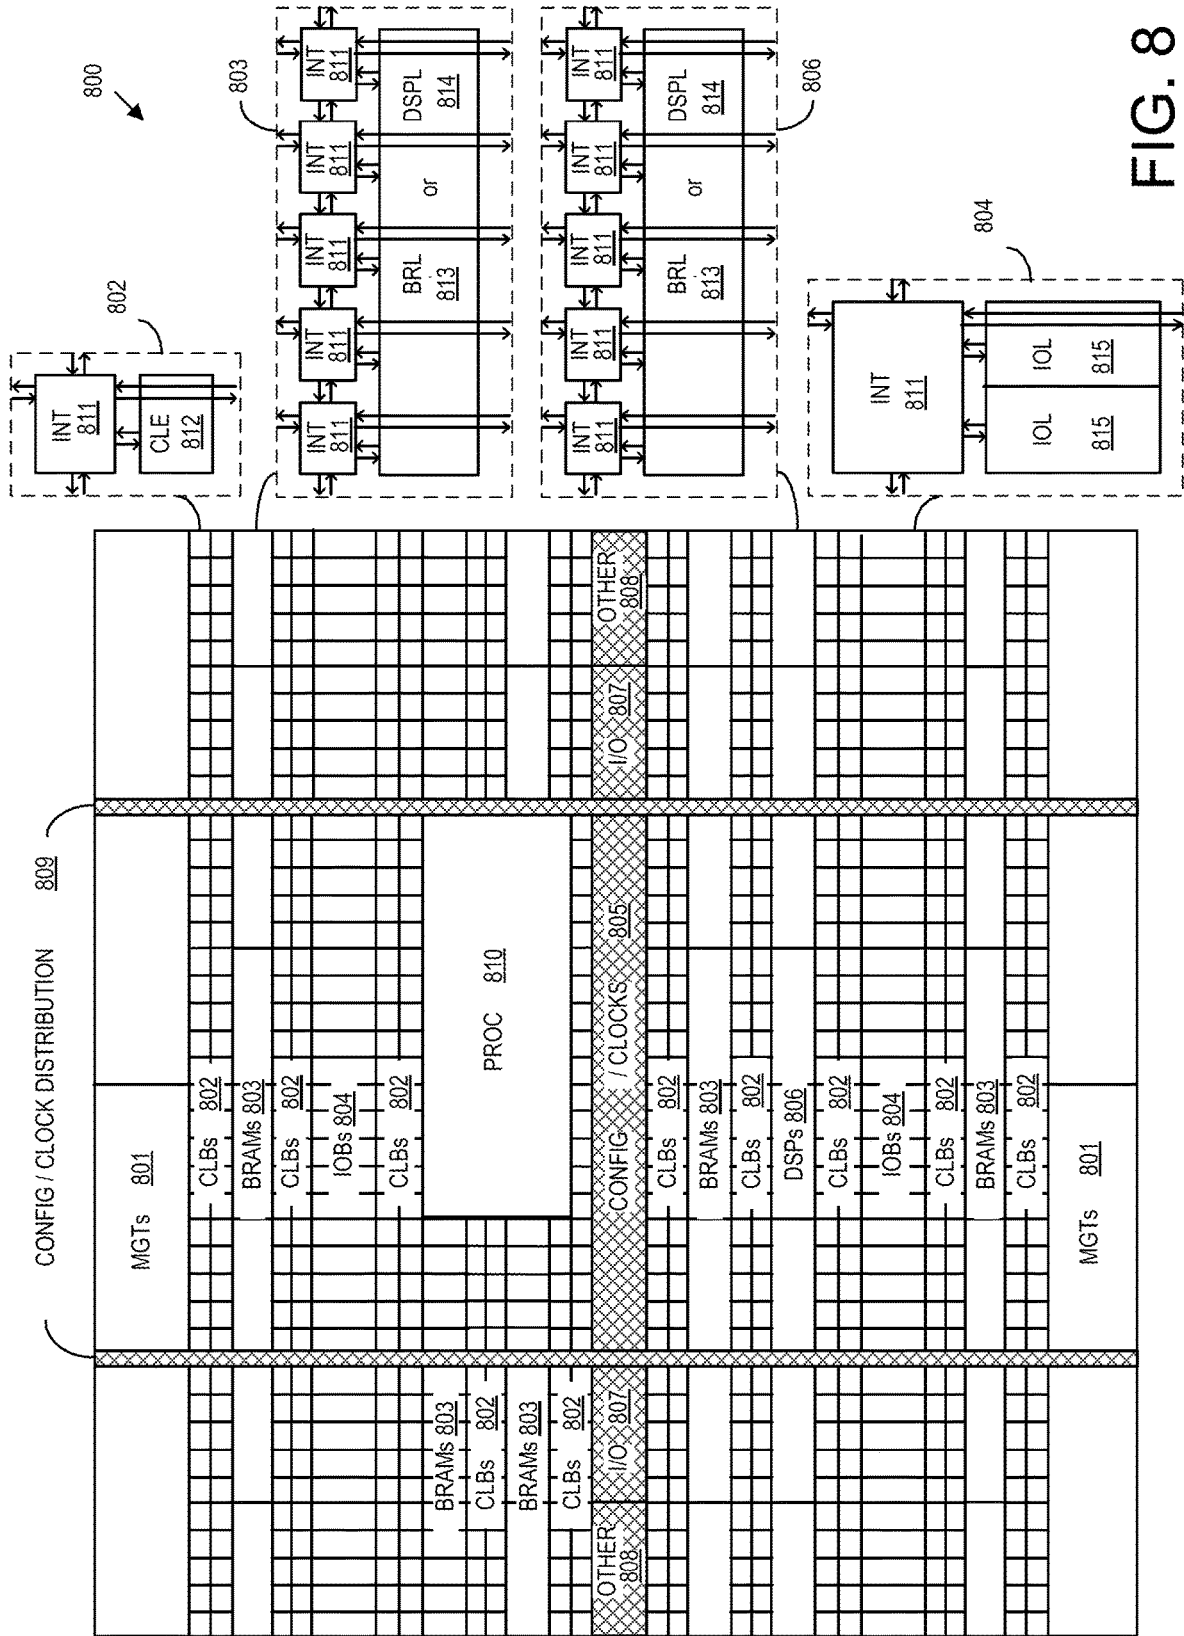 800
CONFIG / CLOCK DISTRIBUTION 809
MGTs 801
CLBs 802
BRAMs 803
CLBs 802
IOBs 804
CLBs 802
BRAMs 803
CLBs 802
BRAMs 803
CLBs 802
PROC 810
OTHER 808
I/O 807
CONFIG / CLOCKS 805
I/O 807
OTHER 808
CLBs 802
BRAMs 803
CLBs 802
DSPs 806
CLBs 802
IOBs 804
CLBs 802
BRAMs 803
CLBs 802
MGTs 801
802
INT
811
CLE
812
803
INT
811
INT
811
INT
811
INT
811
INT
811
BRL
813
or
DSPL
814
806
INT
811
INT
811
INT
811
INT
811
INT
811
BRL
813
or
DSPL
814
804
INT
811
IOL
815
IOL
815
FIG. 8